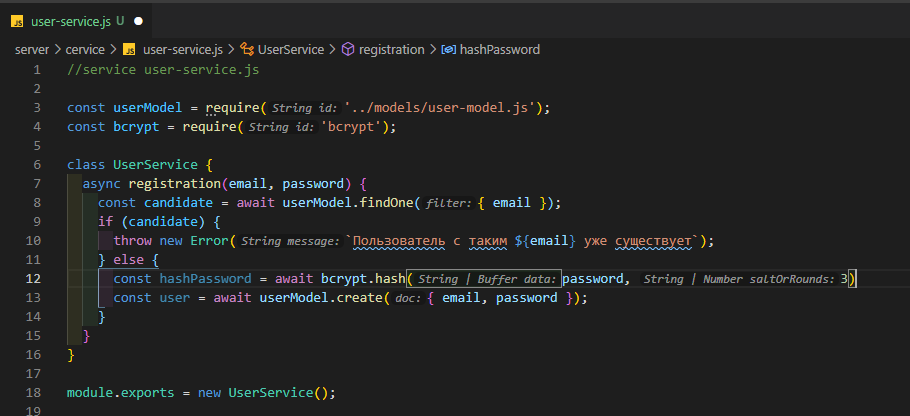 JS user-service.js U
server > cervice > JS user-service.js > UserService > registration > hashPassword
1 //service user-service.js
2
3 const userModel = require( String id: '../models/user-model.js');
4 const bcrypt = require( String id: 'bcrypt');
5
6 class UserService {
7 async registration(email, password) {
8 const candidate = await userModel.findOne( filter: { email });
9 if (candidate) {
10 throw new Error( String message: `Пользователь с таким ${email} уже существует`);
11 } else {
12 const hashPassword = await bcrypt.hash( String | Buffer data: password, String | Number saltOrRounds: 3)
13 const user = await userModel.create( doc: { email, password });
14 }
15 }
16 }
17
18 module.exports = new UserService();
19